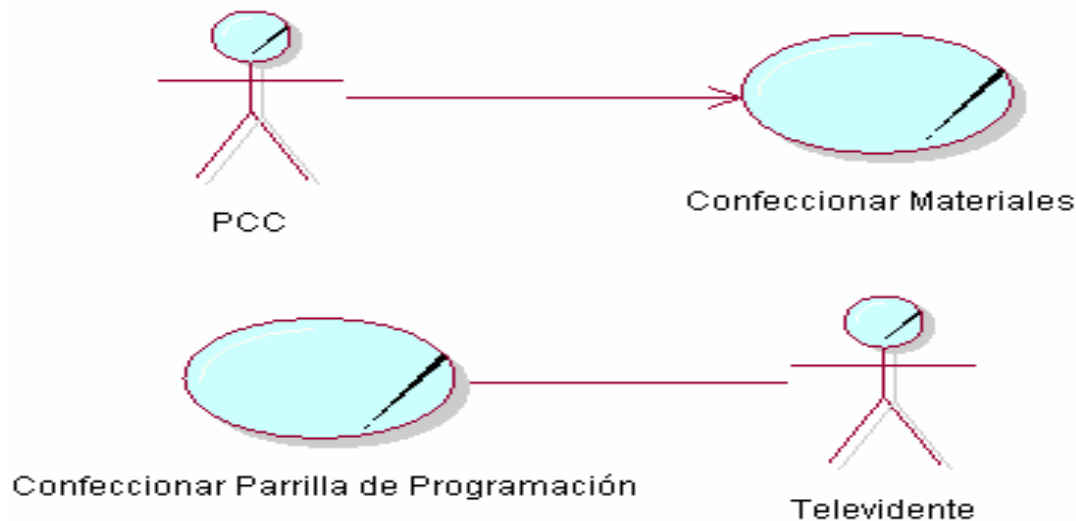 PCC
Confeccionar Materiales
Confeccionar Parrilla de Programación
Televidente